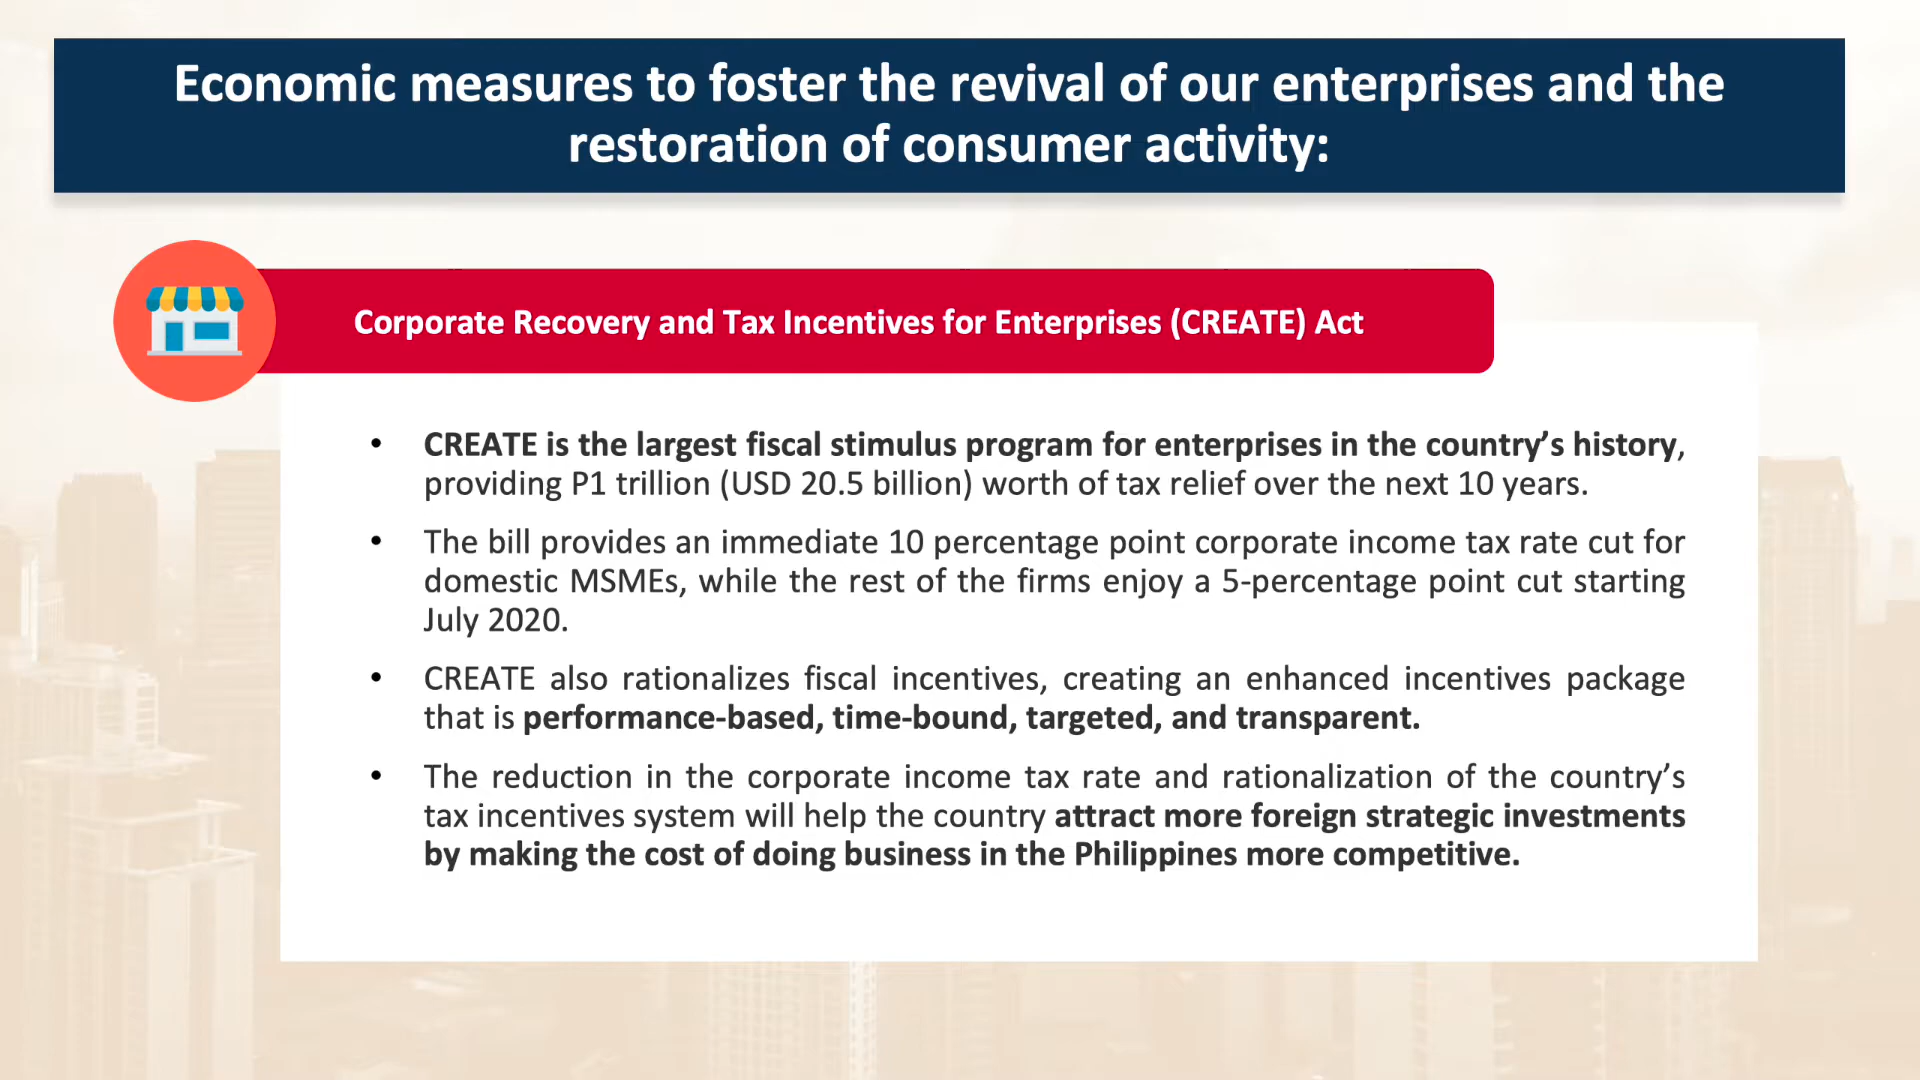 Economic measures to foster the revival of our enterprises and the
restoration of consumer activity:
Corporate Recovery and Tax Incentives for Enterprises (CREATE) Act
• CREATE is the largest fiscal stimulus program for enterprises in the country’s history,
providing P1 trillion (USD 20.5 billion) worth of tax relief over the next 10 years.
• The bill provides an immediate 10 percentage point corporate income tax rate cut for
domestic MSMEs, while the rest of the firms enjoy a 5-percentage point cut starting
July 2020.
• CREATE also rationalizes fiscal incentives, creating an enhanced incentives package
that is performance-based, time-bound, targeted, and transparent.
• The reduction in the corporate income tax rate and rationalization of the country’s
tax incentives system will help the country attract more foreign strategic investments
by making the cost of doing business in the Philippines more competitive.